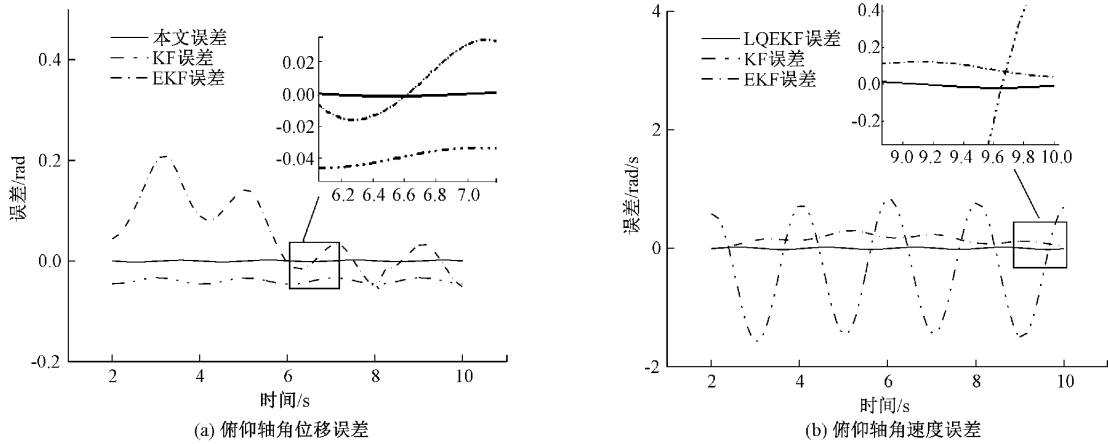 0.4
0.2
0.0
-0.2
误差/rad
本文误差
KF误差
EKF误差
0.02
0.00
-0.02
-0.04
6.2 6.4 6.6 6.8 7.0
2 4 6 8 10
时间/s
(a) 俯仰轴角位移误差
4
2
0
-2
误差/rad/s
LQEKF误差
KF误差
EKF误差
0.4
0.2
0.0
-0.2
9.0 9.2 9.4 9.6 9.8 10.0
2 4 6 8 10
时间/s
(b) 俯仰轴角速度误差